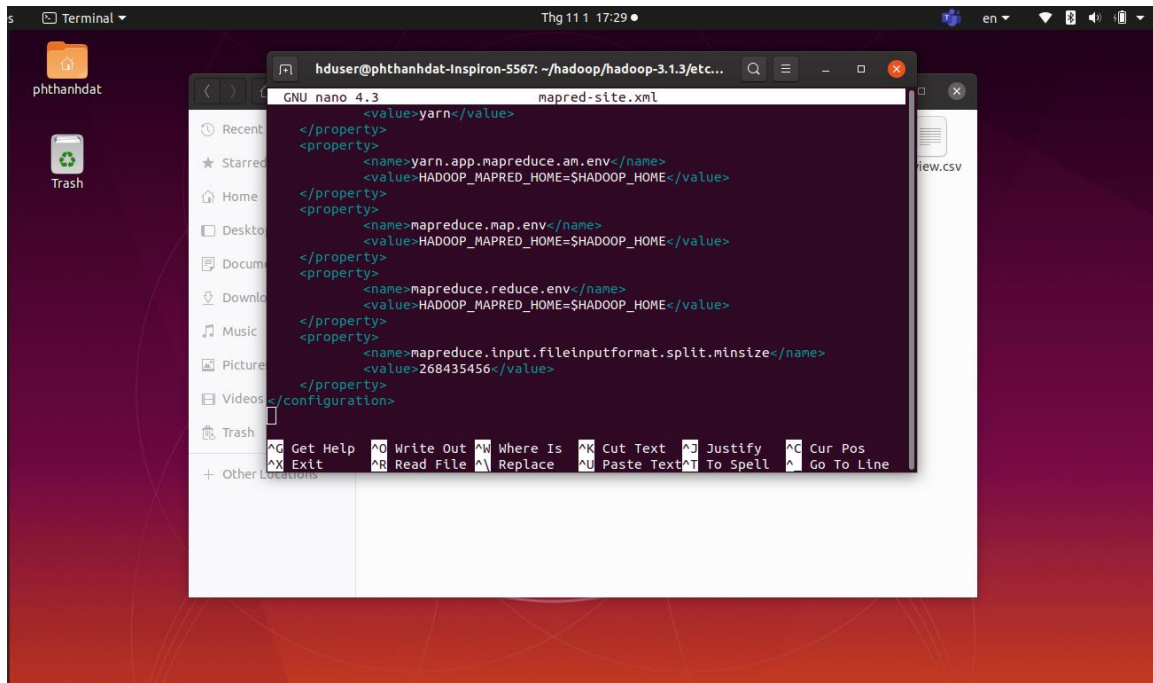 s Terminal Thg 11 1 17:29 en
phthanhdat
Trash
hduser@phthanhdat-Inspiron-5567: ~/hadoop/hadoop-3.1.3/etc...
GNU nano 4.3 mapred-site.xml
<value>yarn</value>
</property>
<property>
<name>yarn.app.mapreduce.am.env</name>
<value>HADOOP_MAPRED_HOME=$HADOOP_HOME</value>
</property>
<property>
<name>mapreduce.map.env</name>
<value>HADOOP_MAPRED_HOME=$HADOOP_HOME</value>
</property>
<property>
<name>mapreduce.reduce.env</name>
<value>HADOOP_MAPRED_HOME=$HADOOP_HOME</value>
</property>
<property>
<name>mapreduce.input.fileinputformat.split.minsize</name>
<value>268435456</value>
</property>
</configuration>
^G Get Help ^O Write Out ^W Where Is ^K Cut Text ^J Justify ^C Cur Pos
^X Exit ^R Read File ^\ Replace ^U Paste Text ^T To Spell ^_ Go To Line
Recent
Starred
Home
Deskto
Docume
Downlo
Music
Picture
Videos
Trash
+ Other Locations
view.csv